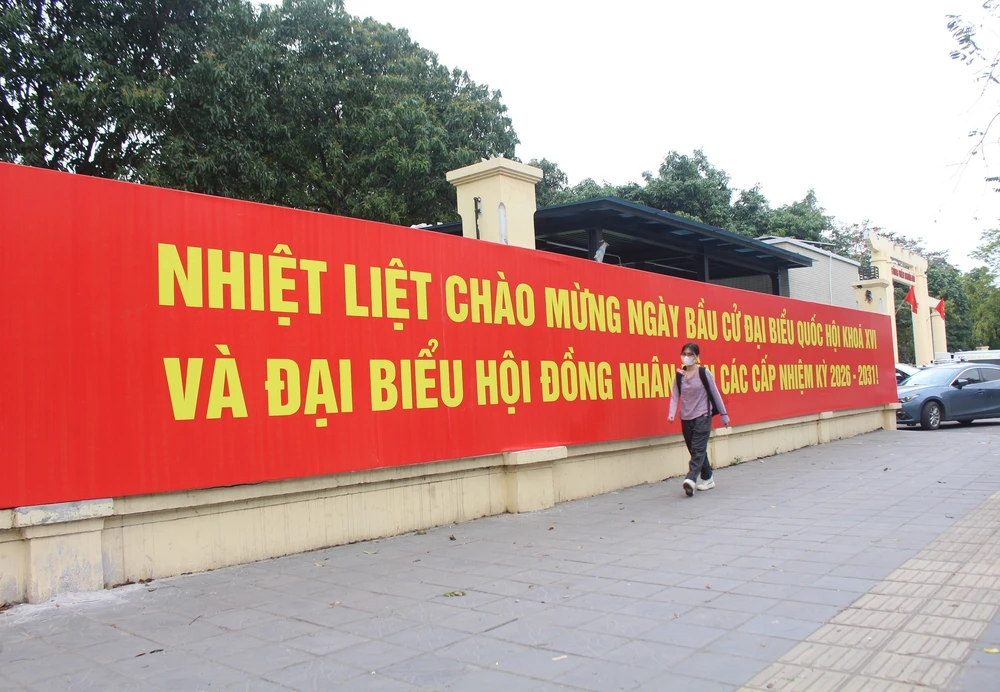 NHIỆT LIỆT CHÀO MỪNG NGÀY BẦU CỬ ĐẠI BIỂU QUỐC HỘI KHOÁ XVI
VÀ ĐẠI BIỂU HỘI ĐỒNG NHÂN CÁC CẤP NHIỆM KỲ 2026 - 2031!